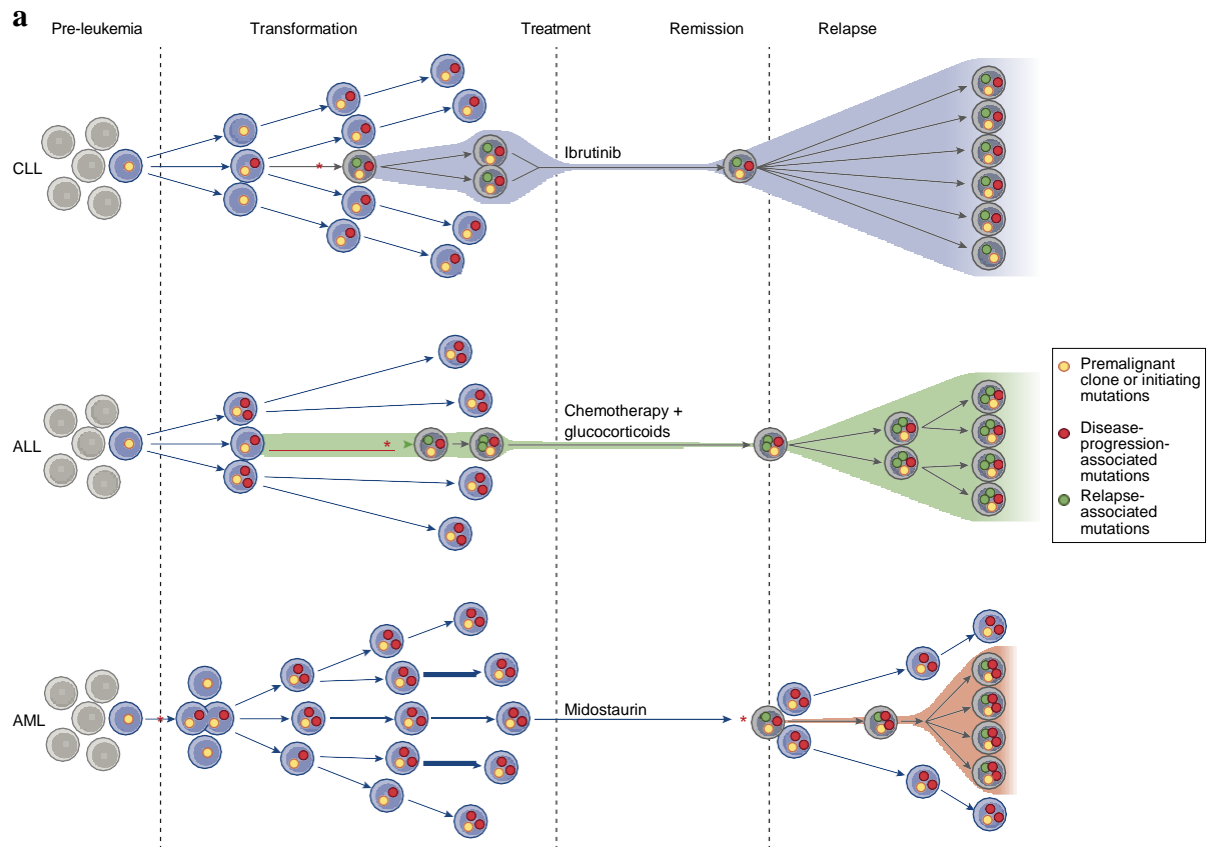 a
Pre-leukemia
Transformation
Treatment
Remission
Relapse
CLL
Ibrutinib
*
ALL
Chemotherapy +
glucocorticoids
*
Premalignant
clone or initiating
mutations
Disease-
progression-
associated
mutations
Relapse-
associated
mutations
AML
*
Midostaurin
*